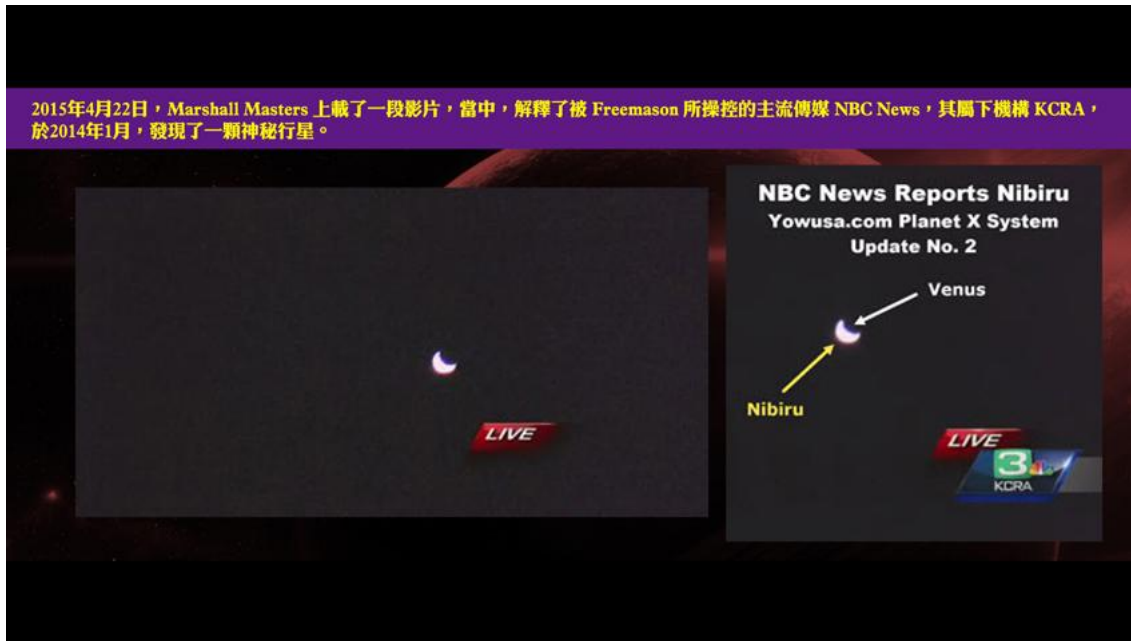 2015年4月22日，Marshall Masters 上載了一段影片，當中，解釋了被 Freemason 所操控的主流傳媒 NBC News，其屬下機構 KCRA，
於2014年1月，發現了一顆神秘行星。
NBC News Reports Nibiru
Yowusa.com Planet X System
Update No. 2
Venus
Nibiru
LIVE
LIVE
3
KCRA